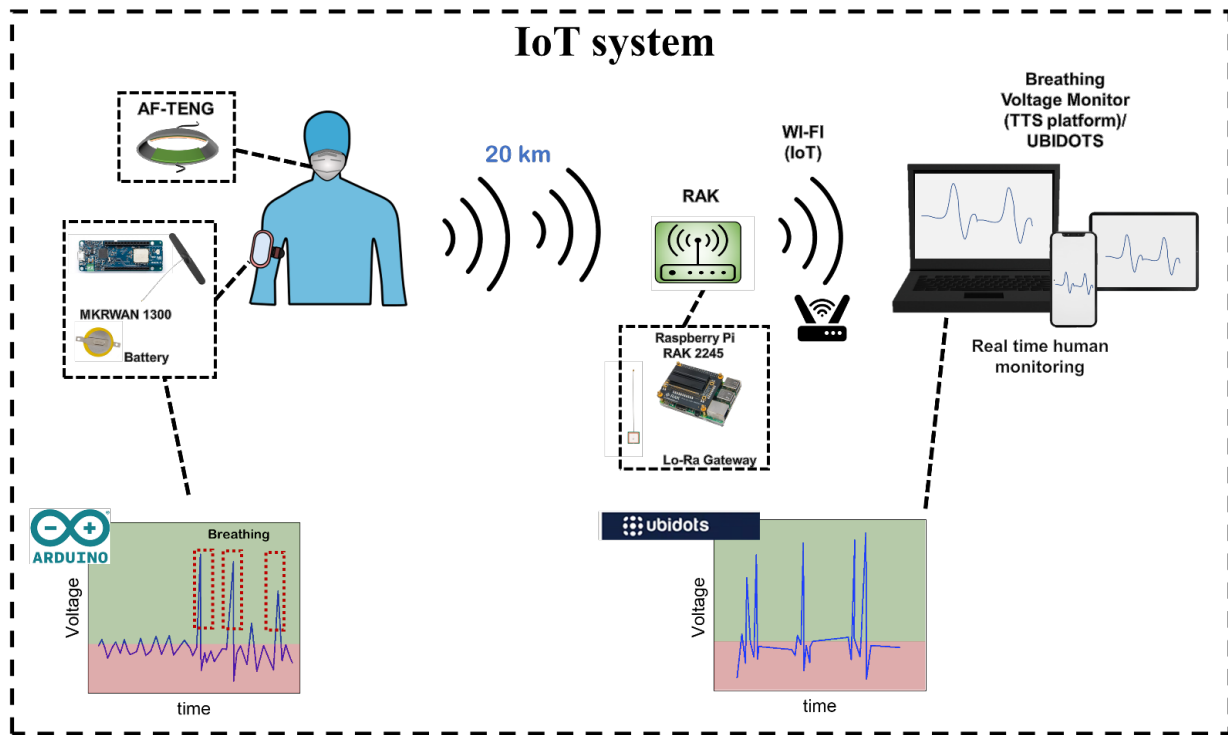 IoT system
AF-TENG
MKRWAN 1300
Battery
20 km
RAK
WI-FI
(IoT)
Breathing
Voltage Monitor
(TTS platform)/
UBIDOTS
Real time human
monitoring
Raspberry Pi
RAK 2245
Lo-Ra Gateway
ARDUINO
Breathing
Voltage
time
ubidots
Voltage
time